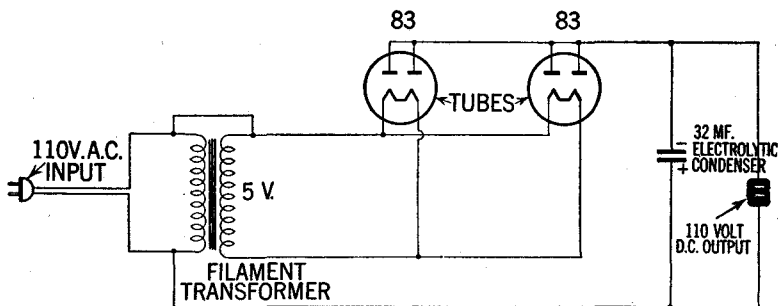 83
83
TUBES
110V. A.C.
INPUT
5 V.
32 MF.
ELECTROLYTIC
CONDENSER
−
+
110 VOLT
D.C. OUTPUT
FILAMENT
TRANSFORMER